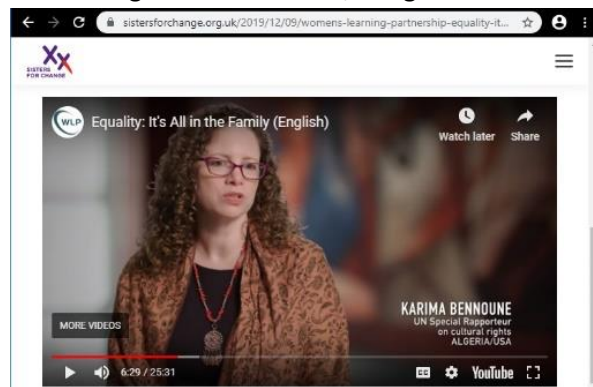 sistersforchange.org.uk/2019/12/09/womens-learning-partnership-equality-it...
XX
SISTERS
FOR CHANGE
WLP
Equality: It's All in the Family (English)
Watch later
Share
KARIMA BENNOUNE
UN Special Rapporteur
on cultural rights
ALGERIA/USA
MORE VIDEOS
6:29 / 25:31
CC
YouTube